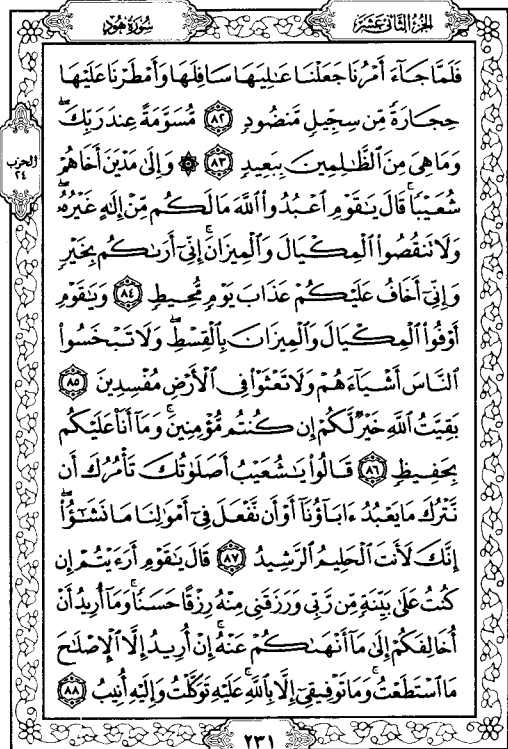 الجزء الثاني عشر
سورة هود
فَلَمَّا جَآءَ أَمْرُنَا جَعَلْنَا عَٰلِيَهَا سَافِلَهَا وَأَمْطَرْنَا عَلَيْهَا
حِجَارَةً مِّن سِجِّيلٍ مَّنضُودٍ ٨٢ مُّسَوَّمَةً عِندَ رَبِّكَۖ
وَمَا هِىَ مِنَ ٱلظَّٰلِمِينَ بِبَعِيدٍ ٨٣ ۞ وَإِلَىٰ مَدْيَنَ أَخَاهُمْ
الحزب
٢٤
شُعَيْبًاۚ قَالَ يَٰقَوْمِ ٱعْبُدُوا۟ ٱللَّهَ مَا لَكُم مِّنْ إِلَٰهٍ غَيْرُهُۥۖ
وَلَا تَنقُصُوا۟ ٱلْمِكْيَالَ وَٱلْمِيزَانَۚ إِنِّىٓ أَرَىٰكُم بِخَيْرٍ
وَإِنِّىٓ أَخَافُ عَلَيْكُمْ عَذَابَ يَوْمٍ مُّحِيطٍ ٨٤ وَيَٰقَوْمِ
أَوْفُوا۟ ٱلْمِكْيَالَ وَٱلْمِيزَانَ بِٱلْقِسْطِۖ وَلَا تَبْخَسُوا۟
ٱلنَّاسَ أَشْيَآءَهُمْ وَلَا تَعْثَوْا۟ فِى ٱلْأَرْضِ مُفْسِدِينَ ٨٥
بَقِيَّتُ ٱللَّهِ خَيْرٌ لَّكُمْ إِن كُنتُم مُّؤْمِنِينَۚ وَمَآ أَنَا۠ عَلَيْكُم
بِحَفِيظٍ ٨٦ قَالُوا۟ يَٰشُعَيْبُ أَصَلَوٰتُكَ تَأْمُرُكَ أَن
نَّتْرُكَ مَا يَعْبُدُ ءَابَآؤُنَآ أَوْ أَن نَّفْعَلَ فِىٓ أَمْوَٰلِنَا مَا نَشَٰٓؤُا۟ۖ
إِنَّكَ لَأَنتَ ٱلْحَلِيمُ ٱلرَّشِيدُ ٨٧ قَالَ يَٰقَوْمِ أَرَءَيْتُمْ إِن
كُنتُ عَلَىٰ بَيِّنَةٍ مِّن رَّبِّى وَرَزَقَنِى مِنْهُ رِزْقًا حَسَنًاۚ وَمَآ أُرِيدُ أَنْ
أُخَالِفَكُمْ إِلَىٰ مَآ أَنْهَىٰكُمْ عَنْهُۚ إِنْ أُرِيدُ إِلَّا ٱلْإِصْلَٰحَ
مَا ٱسْتَطَعْتُۚ وَمَا تَوْفِيقِىٓ إِلَّا بِٱللَّهِۚ عَلَيْهِ تَوَكَّلْتُ وَإِلَيْهِ أُنِيبُ ٨٨
٢٣١